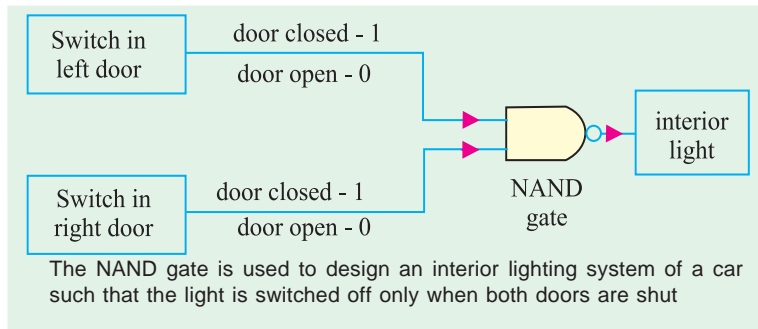 Switch in
left door
door closed - 1
door open - 0
interior
light
NAND
gate
Switch in
right door
door closed - 1
door open - 0
The NAND gate is used to design an interior lighting system of a car
such that the light is switched off only when both doors are shut